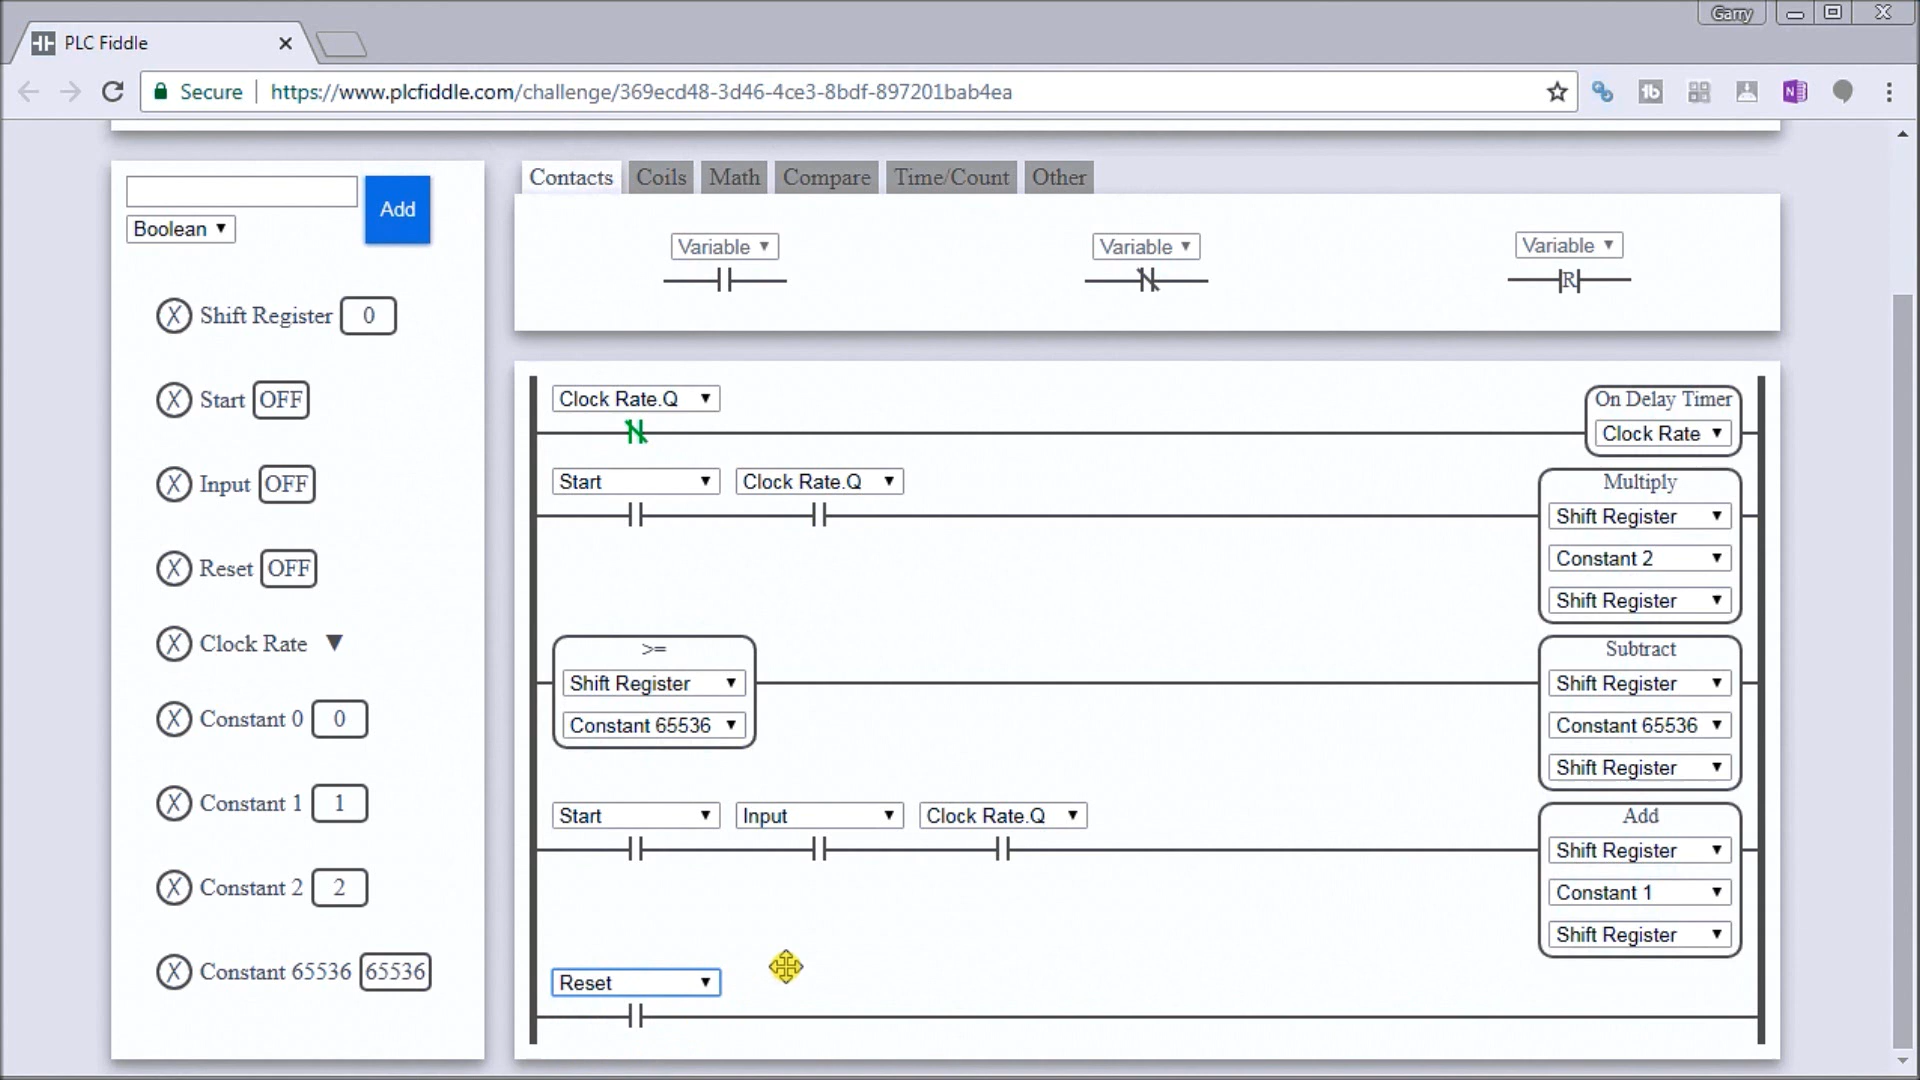 Garry
PLC Fiddle
Secure https://www.plcfiddle.com/challenge/369ecd48-3d46-4ce3-8bdf-897201bab4ea
Add
Boolean
Shift Register 0
Start OFF
Input OFF
Reset OFF
Clock Rate
Constant 0 0
Constant 1 1
Constant 2 2
Constant 65536 65536
Contacts Coils Math Compare Time/Count Other
Variable Variable Variable
R
Clock Rate.Q
On Delay Timer
Clock Rate
Start Clock Rate.Q
Multiply
Shift Register
Constant 2
Shift Register
>=
Shift Register
Constant 65536
Subtract
Shift Register
Constant 65536
Shift Register
Start Input Clock Rate.Q
Add
Shift Register
Constant 1
Shift Register
Reset